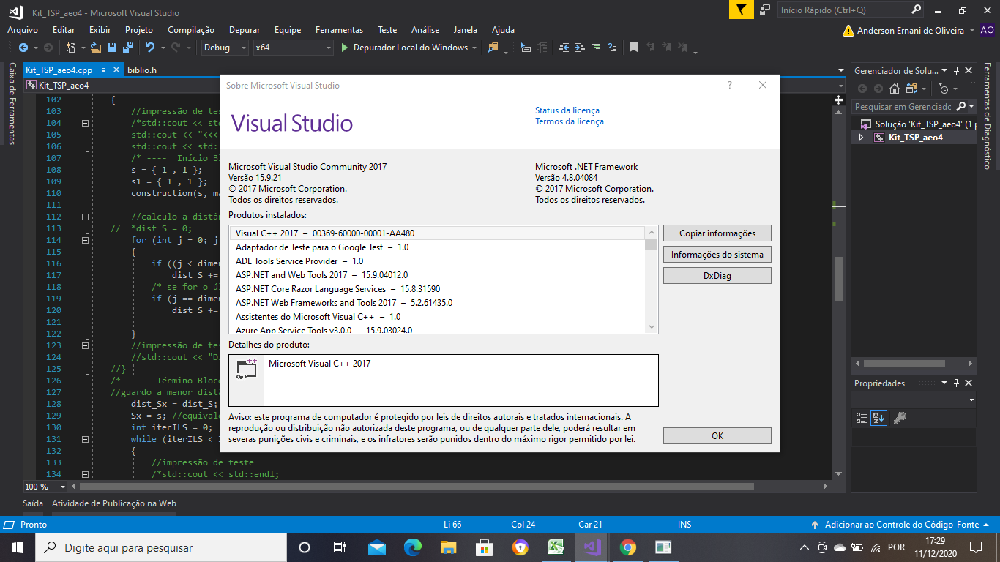 Kit_TSP_aeo4 - Microsoft Visual Studio
Início Rápido (Ctrl+Q)
Arquivo Editar Exibir Projeto Compilação Depurar Equipe Ferramentas Teste Análise Janela Ajuda
Anderson Ernani de Oliveira AO
Debug x64 Depurador Local do Windows
Caixa de Ferramentas
Kit_TSP_aeo4.cpp biblio.h
Kit_TSP_aeo4
102 {
103 //impressão de tes
104 /*std::cout << std
105 std::cout << "<<<
106 std::cout << std:
107 /* ---- Início Bl
108 s = { 1 , 1 };
109 s1 = { 1 , 1 };
110 construction(s, ma
111
112 //calculo a distân
113 // *dist_S = 0;
114 for (int j = 0; j
115 {
116 if ((j < dimen
117 dist_S +=
118 /* se for o úl
119 if (j == dimen
120 dist_S +=
121
122 }
123 //impressão de tes
124 //std::cout << "Di
125 //}
126 /* ---- Término Bloco
127 //guardo a menor distâ
128 dist_Sx = dist_S;
129 Sx = s; //equivale
130 int iterILS = 0;
131 while (iterILS < I
132 {
133 //impressão de teste
134 /*std::cout << std::endl;
100 %
Sobre Microsoft Visual Studio
?
Visual Studio
Status da licença
Termos da licença
Microsoft Visual Studio Community 2017
Versão 15.9.21
© 2017 Microsoft Corporation.
Todos os direitos reservados.
Microsoft .NET Framework
Versão 4.8.04084
© 2017 Microsoft Corporation.
Todos os direitos reservados.
Produtos instalados:
Visual C++ 2017 – 00369-60000-00001-AA480
Adaptador de Teste para o Google Test – 1.0
ADL Tools Service Provider – 1.0
ASP.NET and Web Tools 2017 – 15.9.04012.0
ASP.NET Core Razor Language Services – 15.8.31590
ASP.NET Web Frameworks and Tools 2017 – 5.2.61435.0
Assistentes do Microsoft Visual C++ – 1.0
Azure App Service Tools v3.0.0 – 15.9.03024.0
Copiar informações
Informações do sistema
DxDiag
Detalhes do produto:
Microsoft Visual C++ 2017
Aviso: este programa de computador é protegido por leis de direitos autorais e tratados internacionais. A
reprodução ou distribuição não autorizada deste programa, ou de qualquer parte dele, poderá resultar em
severas punições civis e criminais, e os infratores serão punidos dentro do máximo rigor permitido por lei.
OK
Gerenciador de Solu...
Pesquisar em Gerenciado
Solução 'Kit_TSP_aeo4' (1 p
Kit_TSP_aeo4
Propriedades
Ferramentas de Diagnóstico
Saída Atividade de Publicação na Web
Pronto Li 66 Col 24 Car 21 INS Adicionar ao Controle do Código-Fonte
Digite aqui para pesquisar
POR
17:29
11/12/2020